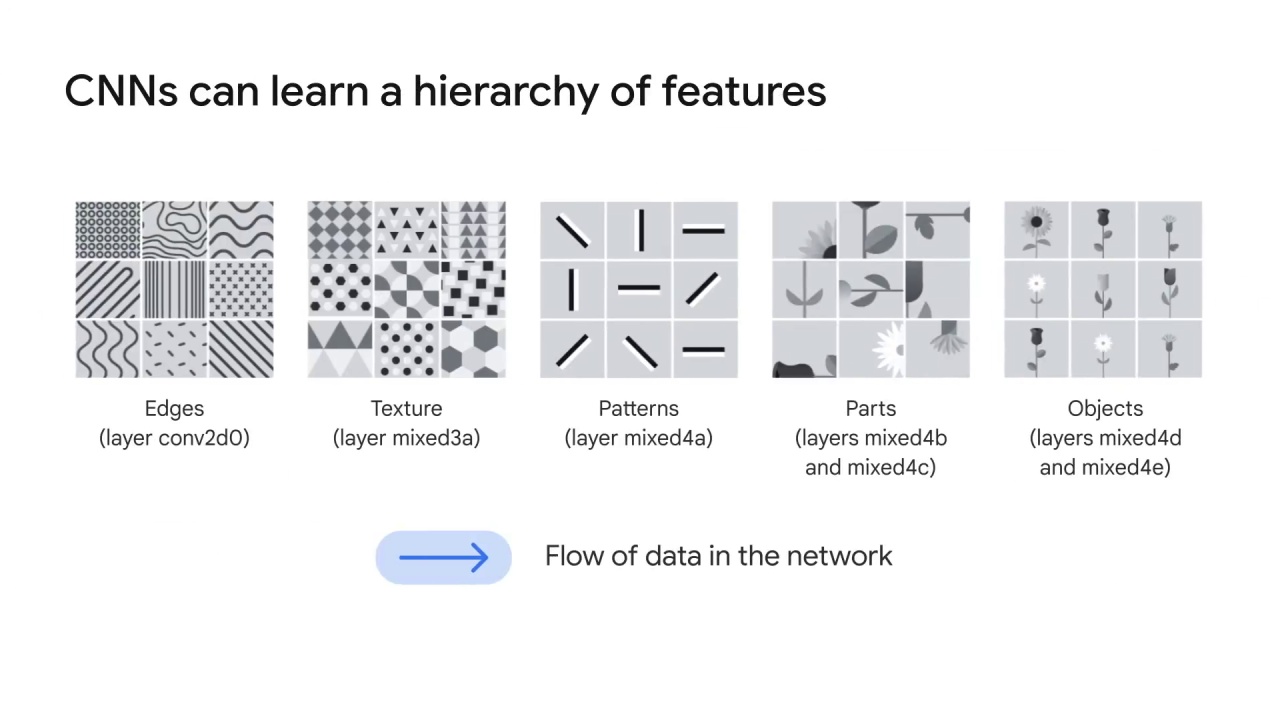 CNNs can learn a hierarchy of features
Edges
(layer conv2d0)
Texture
(layer mixed3a)
Patterns
(layer mixed4a)
Parts
(layers mixed4b
and mixed4c)
Objects
(layers mixed4d
and mixed4e)
Flow of data in the network